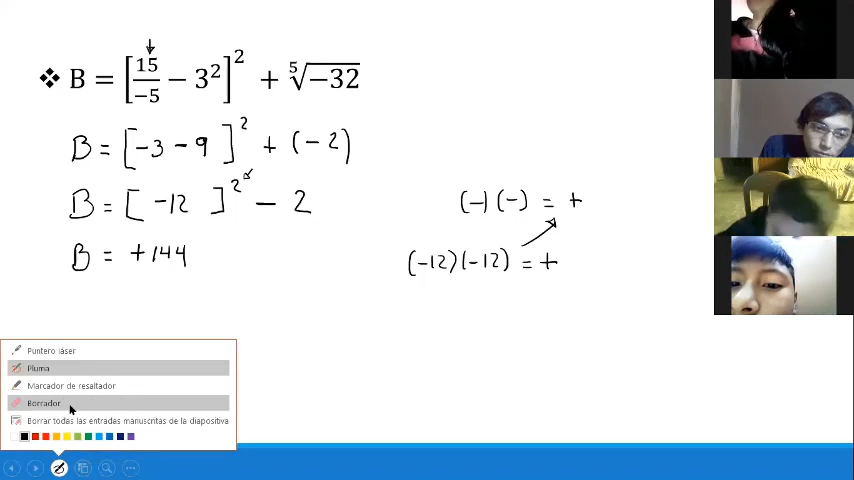 ❖ B = [15/−5 − 3²]² + ⁵√−32
B = [-3 - 9]² + (-2)
B = [-12]² - 2
(-)(-) = +
B = +144
(-12)(-12) = +
Puntero láser
Pluma
Marcador de resaltador
Borrador
Borrar todas las entradas manuscritas de la diapositiva